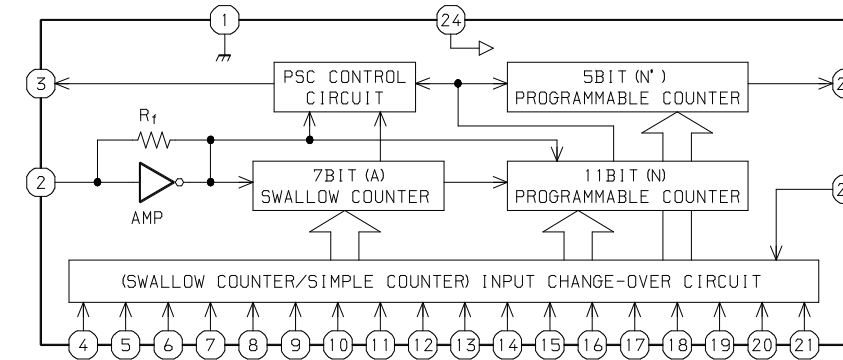 1
24
3
PSC CONTROL
CIRCUIT
5BIT (N')
PROGRAMMABLE COUNTER
Rf
2
AMP
7BIT (A)
SWALLOW COUNTER
11BIT (N)
PROGRAMMABLE COUNTER
(SWALLOW COUNTER/SIMPLE COUNTER) INPUT CHANGE-OVER CIRCUIT
4 5 6 7 8 9 10 11 12 13 14 15 16 17 18 19 20 21